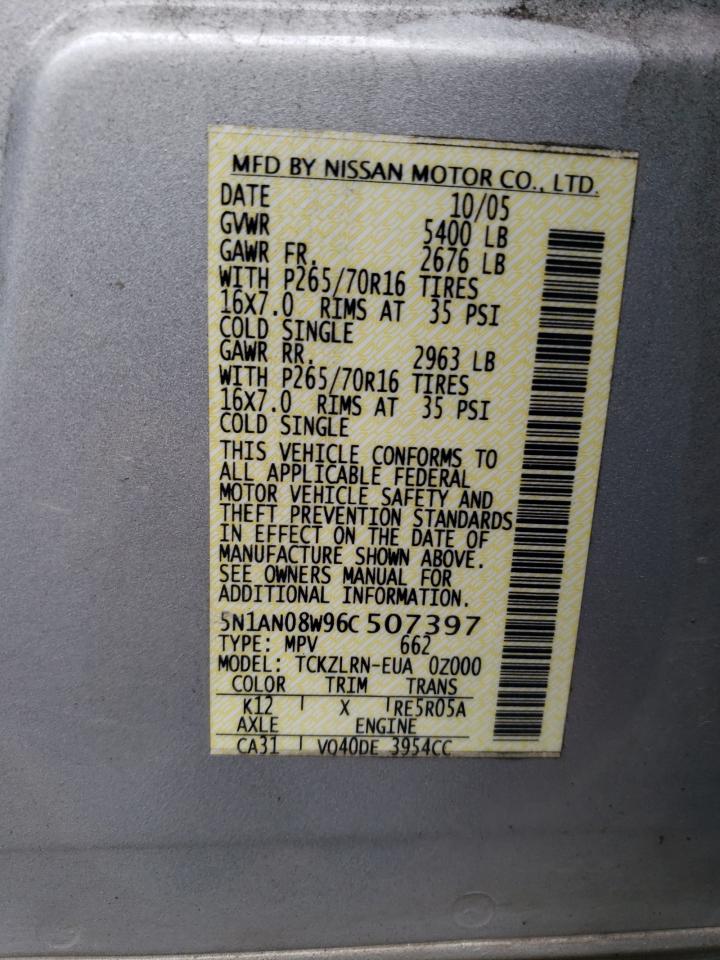 MFD BY NISSAN MOTOR CO., LTD.
DATE 10/05
GVWR 5400 LB
GAWR FR. 2676 LB
WITH P265/70R16 TIRES
16X7.0 RIMS AT 35 PSI
COLD SINGLE
GAWR RR. 2963 LB
WITH P265/70R16 TIRES
16X7.0 RIMS AT 35 PSI
COLD SINGLE
THIS VEHICLE CONFORMS TO
ALL APPLICABLE FEDERAL
MOTOR VEHICLE SAFETY AND
THEFT PREVENTION STANDARDS
IN EFFECT ON THE DATE OF
MANUFACTURE SHOWN ABOVE.
SEE OWNERS MANUAL FOR
ADDITIONAL INFORMATION.
5N1AN08W96C507397
TYPE: MPV 662
MODEL: TCKZLRN-EUA 0Z000
COLOR TRIM TRANS
K12 X RE5R05A
AXLE ENGINE
CA31 VQ40DE 3954CC